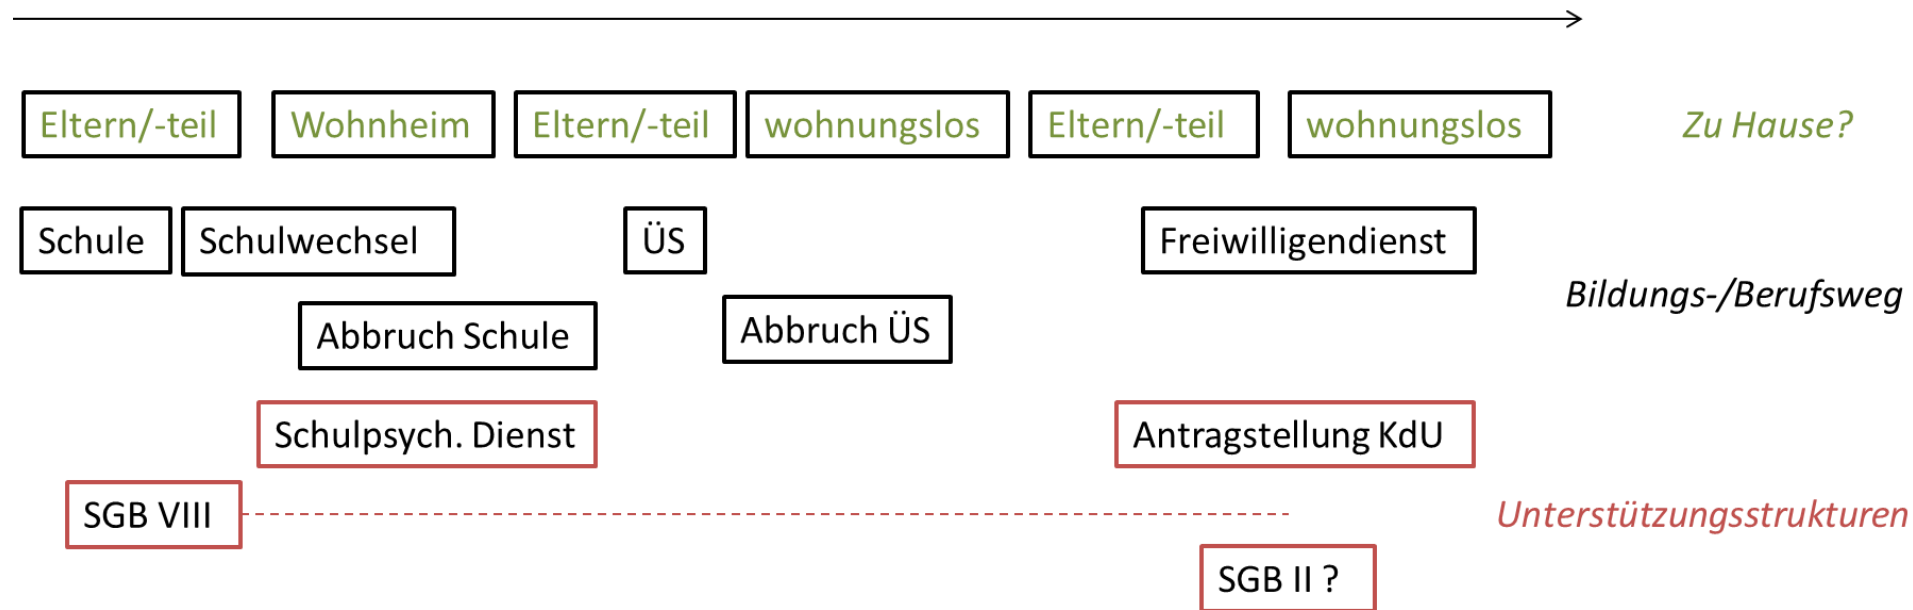 Eltern/-teil Wohnheim Eltern/-teil wohnungslos Eltern/-teil wohnungslos Zu Hause?
Schule Schulwechsel ÜS Freiwilligendienst
Bildungs-/Berufsweg
Abbruch Schule Abbruch ÜS
Schulpsych. Dienst Antragstellung KdU
SGB VIII Unterstützungsstrukturen
SGB II ?